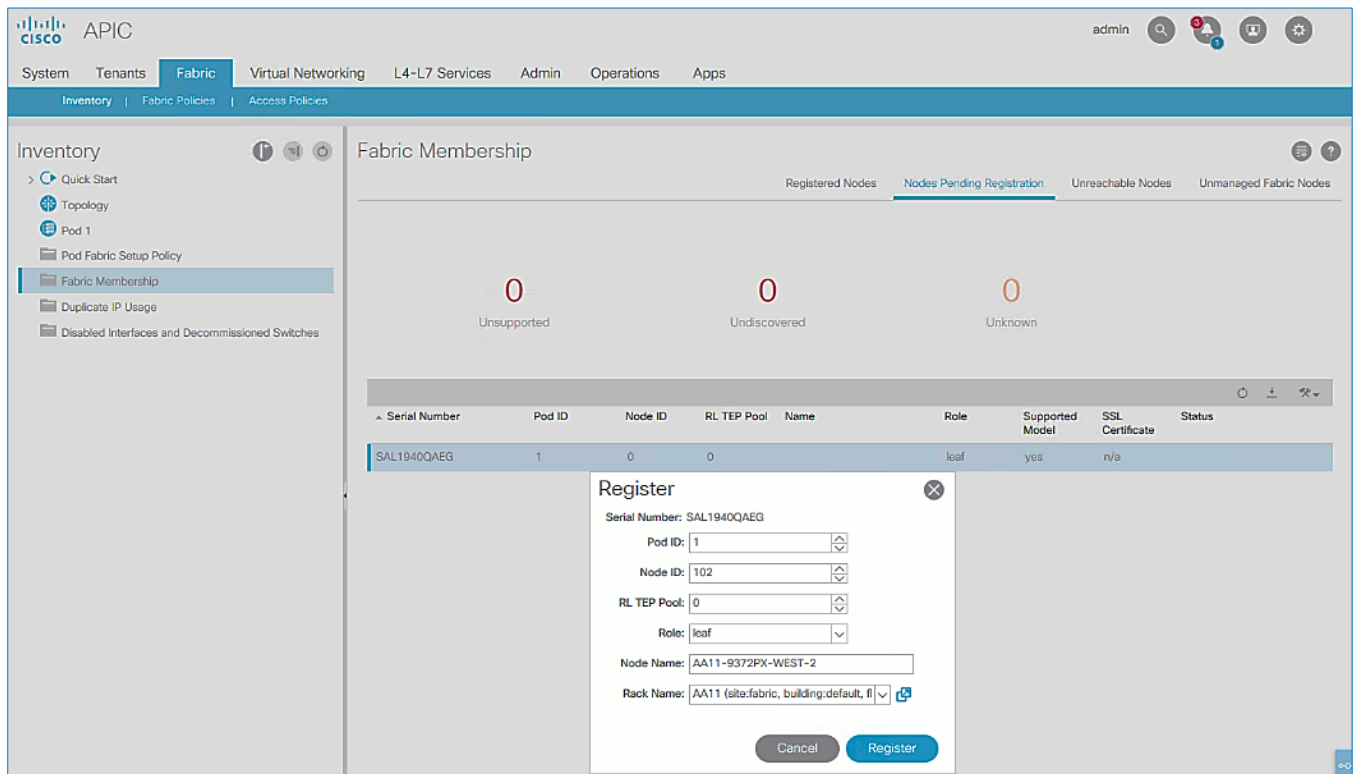 CISCO APIC admin 3 1
System Tenants Fabric Virtual Networking L4-L7 Services Admin Operations Apps
Inventory | Fabric Policies | Access Policies
Inventory
Quick Start
Topology
Pod 1
Pod Fabric Setup Policy
Fabric Membership
Duplicate IP Usage
Disabled Interfaces and Decommissioned Switches
Fabric Membership
Registered Nodes Nodes Pending Registration Unreachable Nodes Unmanaged Fabric Nodes
0 0 0
Unsupported Undiscovered Unknown
Serial Number Pod ID Node ID RL TEP Pool Name Role Supported Model SSL Certificate Status
SAL1940QAEG 1 0 0 leaf yes n/a
Register
Serial Number: SAL1940QAEG
Pod ID: 1
Node ID: 102
RL TEP Pool: 0
Role: leaf
Node Name: AA11-9372PX-WEST-2
Rack Name: AA11 (site:fabric, building:default, fl
Cancel Register